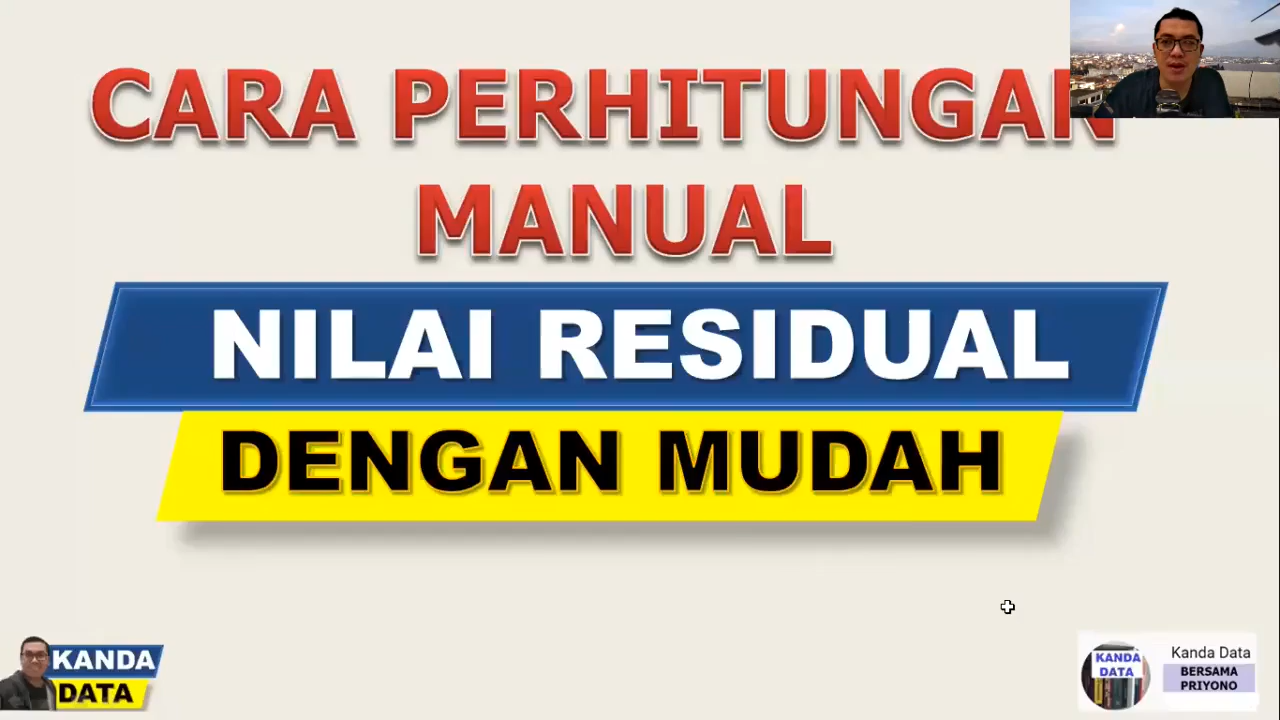 CARA PERHITUNGAN
MANUAL
NILAI RESIDUAL
DENGAN MUDAH
KANDA
DATA
KANDA
DATA
Kanda Data
BERSAMA
PRIYONO